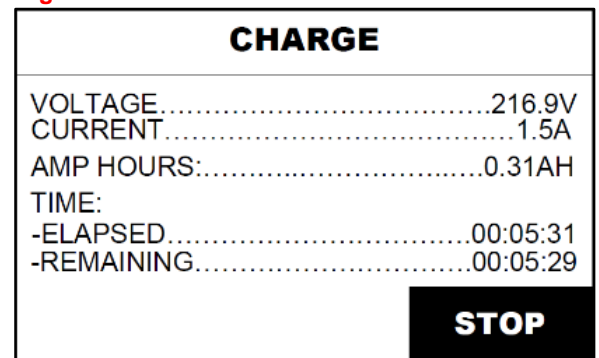 CHARGE
VOLTAGE.......................................216.9V
CURRENT.......................................1.5A
AMP HOURS:.................................0.31AH
TIME:
-ELAPSED....................................00:05:31
-REMAINING................................00:05:29
STOP